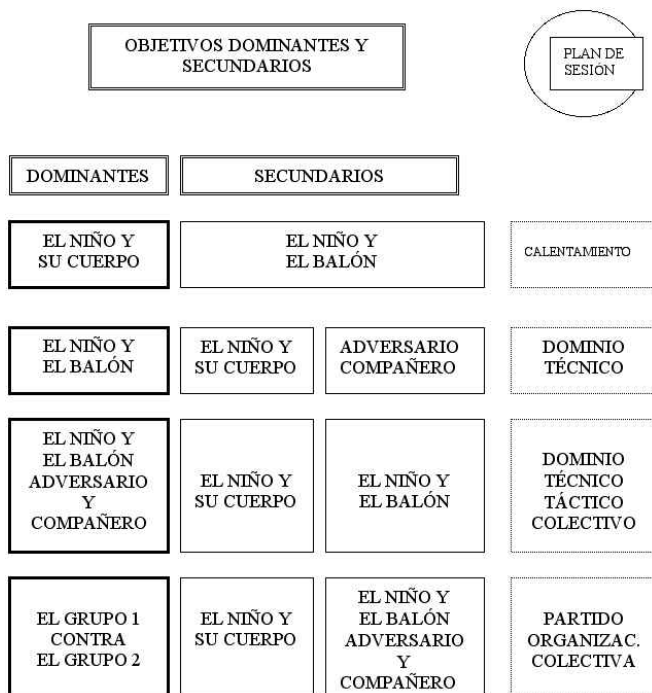 OBJETIVOS DOMINANTES Y
SECUNDARIOS
PLAN DE
SESIÓN
DOMINANTES
SECUNDARIOS
EL NIÑO Y
SU CUERPO
EL NIÑO Y
EL BALÓN
CALENTAMIENTO
EL NIÑO Y
EL BALÓN
EL NIÑO Y
SU CUERPO
ADVERSARIO
COMPAÑERO
DOMINIO
TÉCNICO
EL NIÑO Y
EL BALÓN
ADVERSARIO
Y
COMPAÑERO
EL NIÑO Y
SU CUERPO
EL NIÑO Y
EL BALÓN
DOMINIO
TÉCNICO
TÁCTICO
COLECTIVO
EL GRUPO 1
CONTRA
EL GRUPO 2
EL NIÑO Y
SU CUERPO
EL NIÑO Y
EL BALÓN
ADVERSARIO
Y
COMPAÑERO
PARTIDO
ORGANIZAC.
COLECTIVA